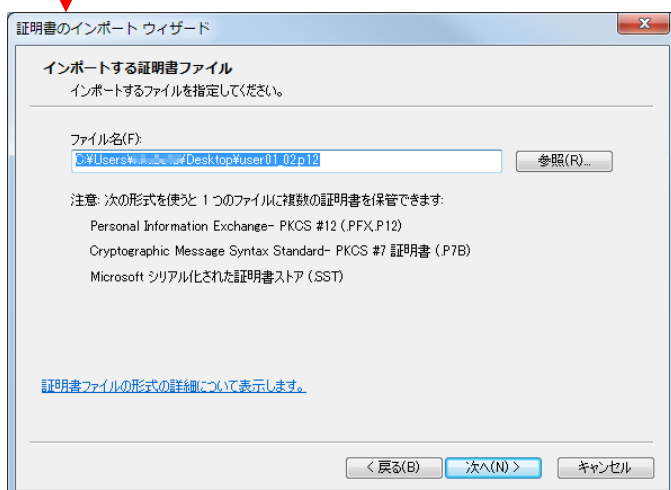 証明書のインポート ウィザード
インポートする証明書ファイル
インポートするファイルを指定してください。
ファイル名(F):
C:¥Users¥ ¥Desktop¥user01_02.p12
参照(R)...
注意: 次の形式を使うと 1 つのファイルに複数の証明書を保管できます:
Personal Information Exchange- PKCS #12 (.PFX,.P12)
Cryptographic Message Syntax Standard- PKCS #7 証明書 (.P7B)
Microsoft シリアル化された証明書ストア (.SST)
証明書ファイルの形式の詳細について表示します。
< 戻る(B)
次へ(N) >
キャンセル